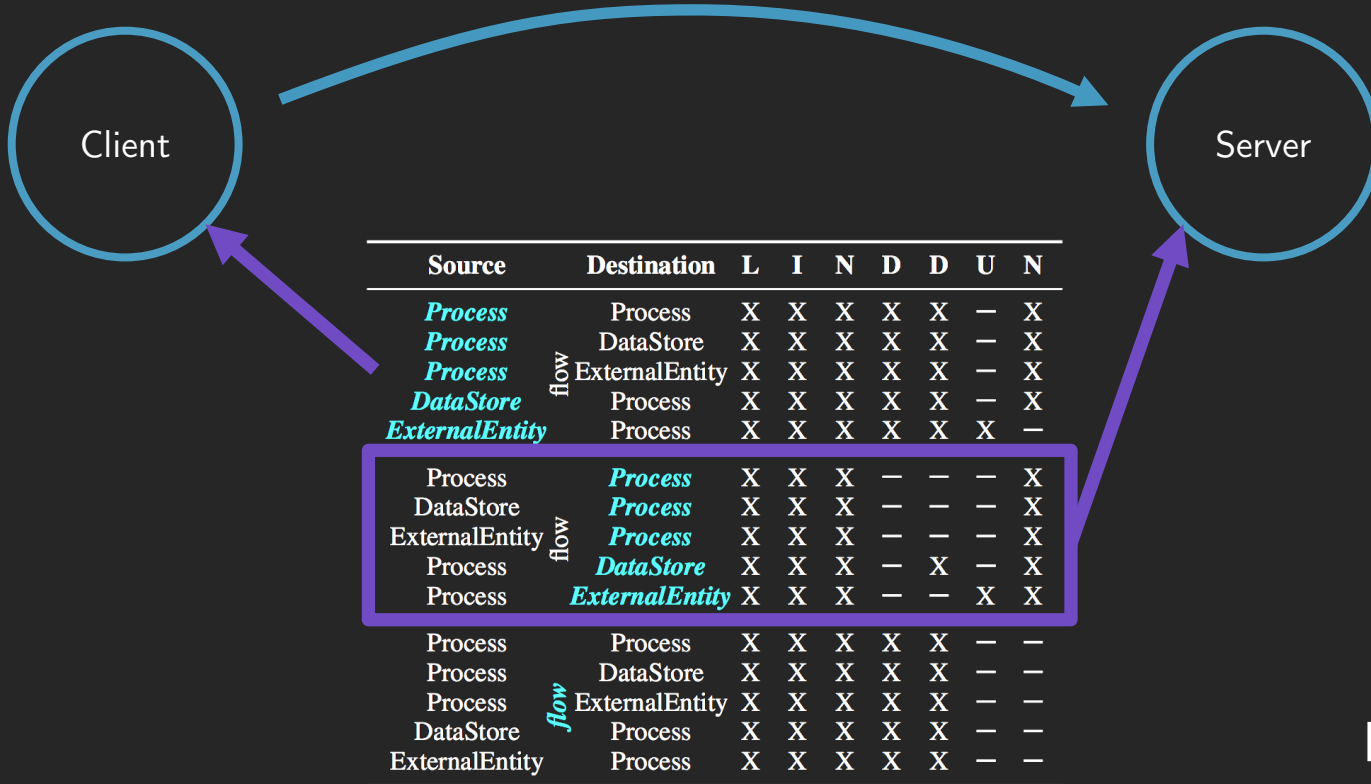 Client
Server
Source Destination L I N D D U N
Process Process X X X X X – X
Process DataStore X X X X X – X
Process ExternalEntity X X X X X – X
DataStore Process X X X X X – X
ExternalEntity Process X X X X X X –
flow
Process Process X X X – – – X
DataStore Process X X X – – – X
ExternalEntity Process X X X – – – X
Process DataStore X X X – X – X
Process ExternalEntity X X X – – X X
flow
Process Process X X X X X – –
Process DataStore X X X X X – –
Process ExternalEntity X X X X X – –
DataStore Process X X X X X – –
ExternalEntity Process X X X X X – –
flow